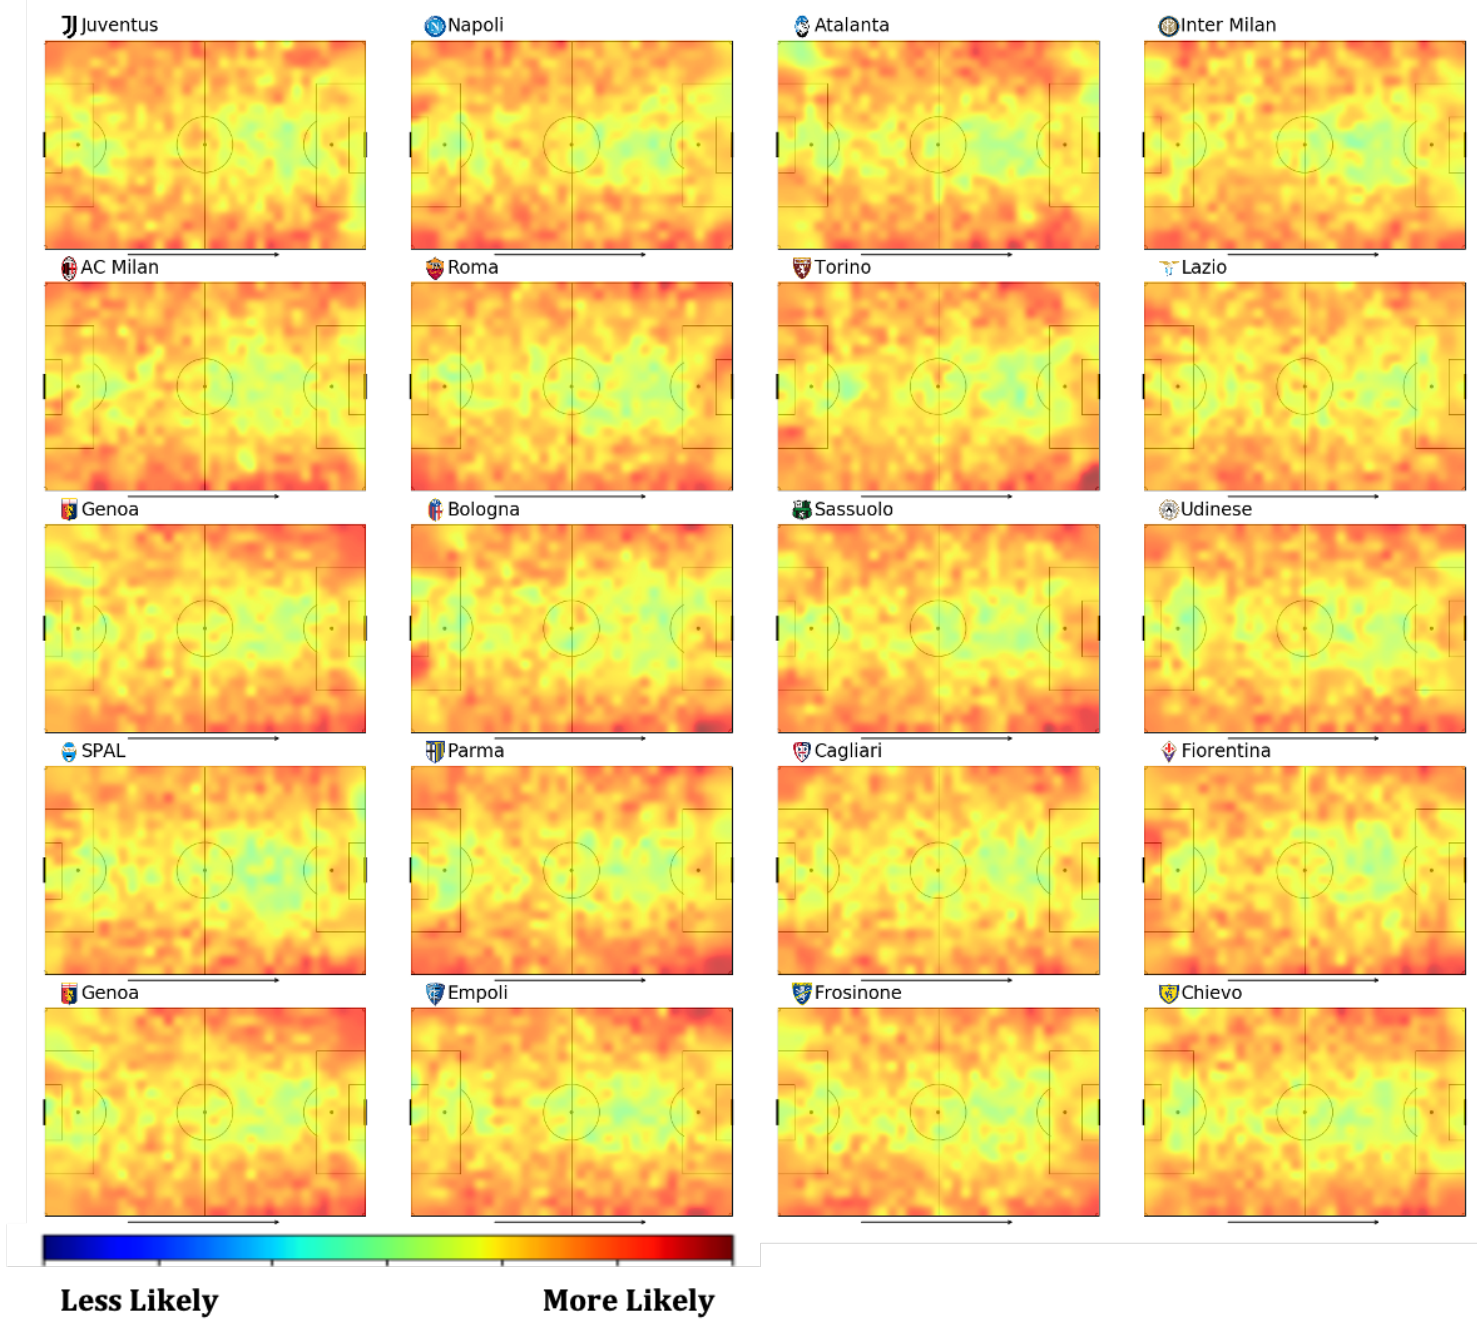 Juventus Napoli Atalanta Inter Milan
AC Milan Roma Torino Lazio
Genoa Bologna Sassuolo Udinese
SPAL Parma Cagliari Fiorentina
Genoa Empoli Frosinone Chievo
Less Likely More Likely